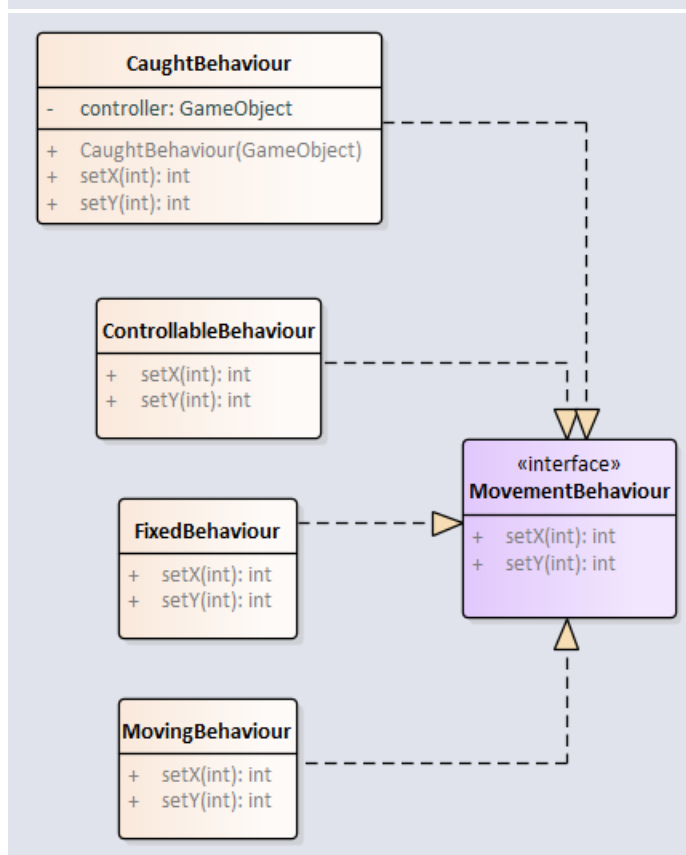 CaughtBehaviour
- controller: GameObject
+ CaughtBehaviour(GameObject)
+ setX(int): int
+ setY(int): int
ControllableBehaviour
+ setX(int): int
+ setY(int): int
«interface»
MovementBehaviour
+ setX(int): int
+ setY(int): int
FixedBehaviour
+ setX(int): int
+ setY(int): int
MovingBehaviour
+ setX(int): int
+ setY(int): int